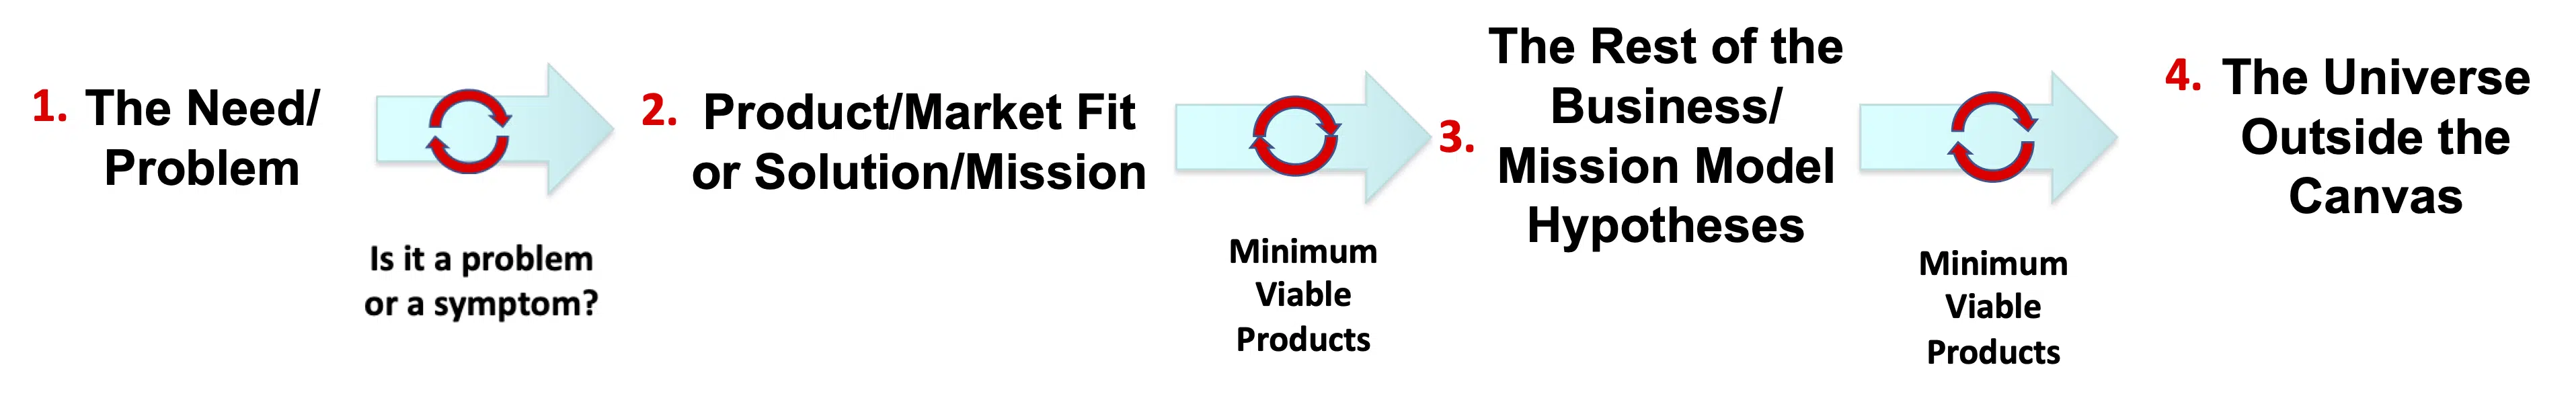 1. The Need/
Problem
Is it a problem
or a symptom?
2. Product/Market Fit
or Solution/Mission
Minimum
Viable
Products
3.
The Rest of the
Business/
Mission Model
Hypotheses
Minimum
Viable
Products
4. The Universe
Outside the
Canvas